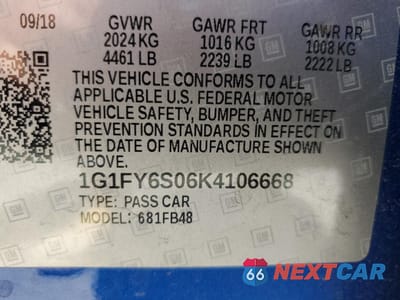 09/18 GVWR GAWR FRT GAWR RR
2024 KG 1016 KG 1008 KG
4461 LB 2239 LB 2222 LB
THIS VEHICLE CONFORMS TO ALL
APPLICABLE U.S. FEDERAL MOTOR
VEHICLE SAFETY, BUMPER, AND THEFT
PREVENTION STANDARDS IN EFFECT ON
THE DATE OF MANUFACTURE SHOWN
ABOVE.
1G1FY6S06K4106668
TYPE: PASS CAR
MODEL: 681FB48
GM
66 NEXTCAR